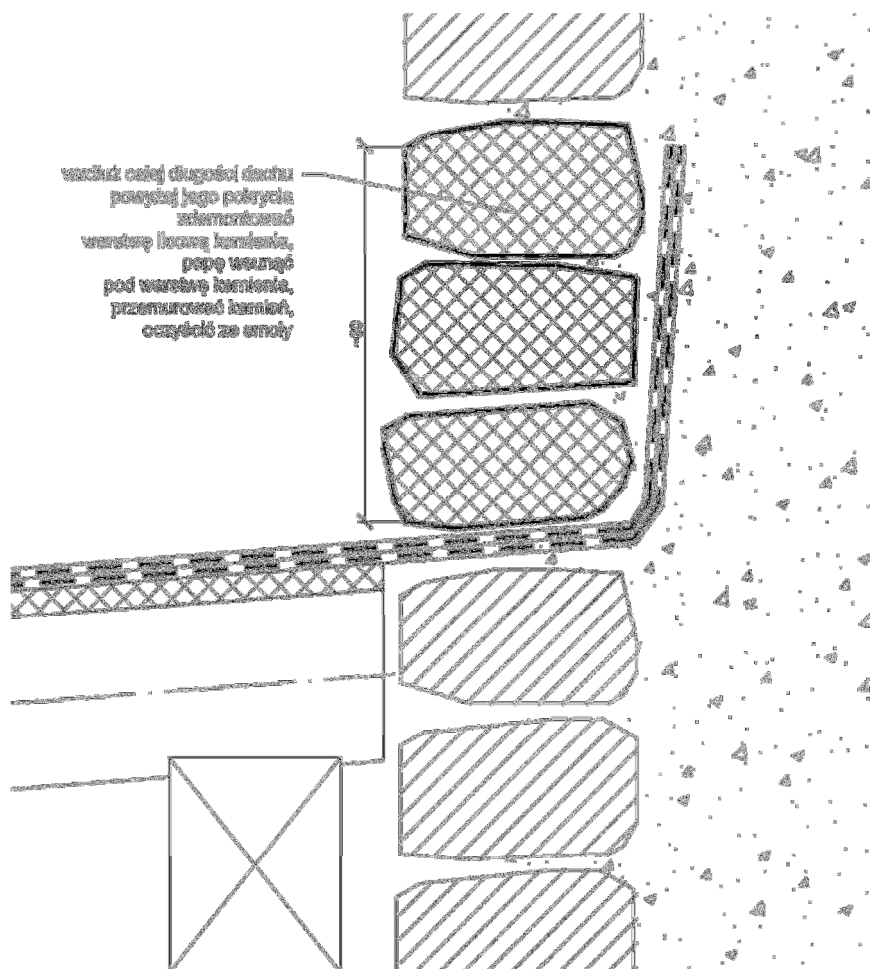 wzdłuż całej długości dachu
powyżej jego pokrycia
zdemontować
warstwę licową kamienia,
papę wsunąć
pod warstwę kamienia,
przemurować kamień,
oczyścić ze smoły